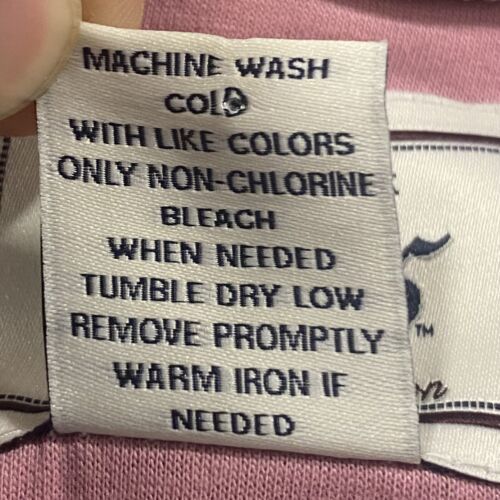 MACHINE WASH
COLD
WITH LIKE COLORS
ONLY NON-CHLORINE
BLEACH
WHEN NEEDED
TUMBLE DRY LOW
REMOVE PROMPTLY
WARM IRON IF
NEEDED
TM